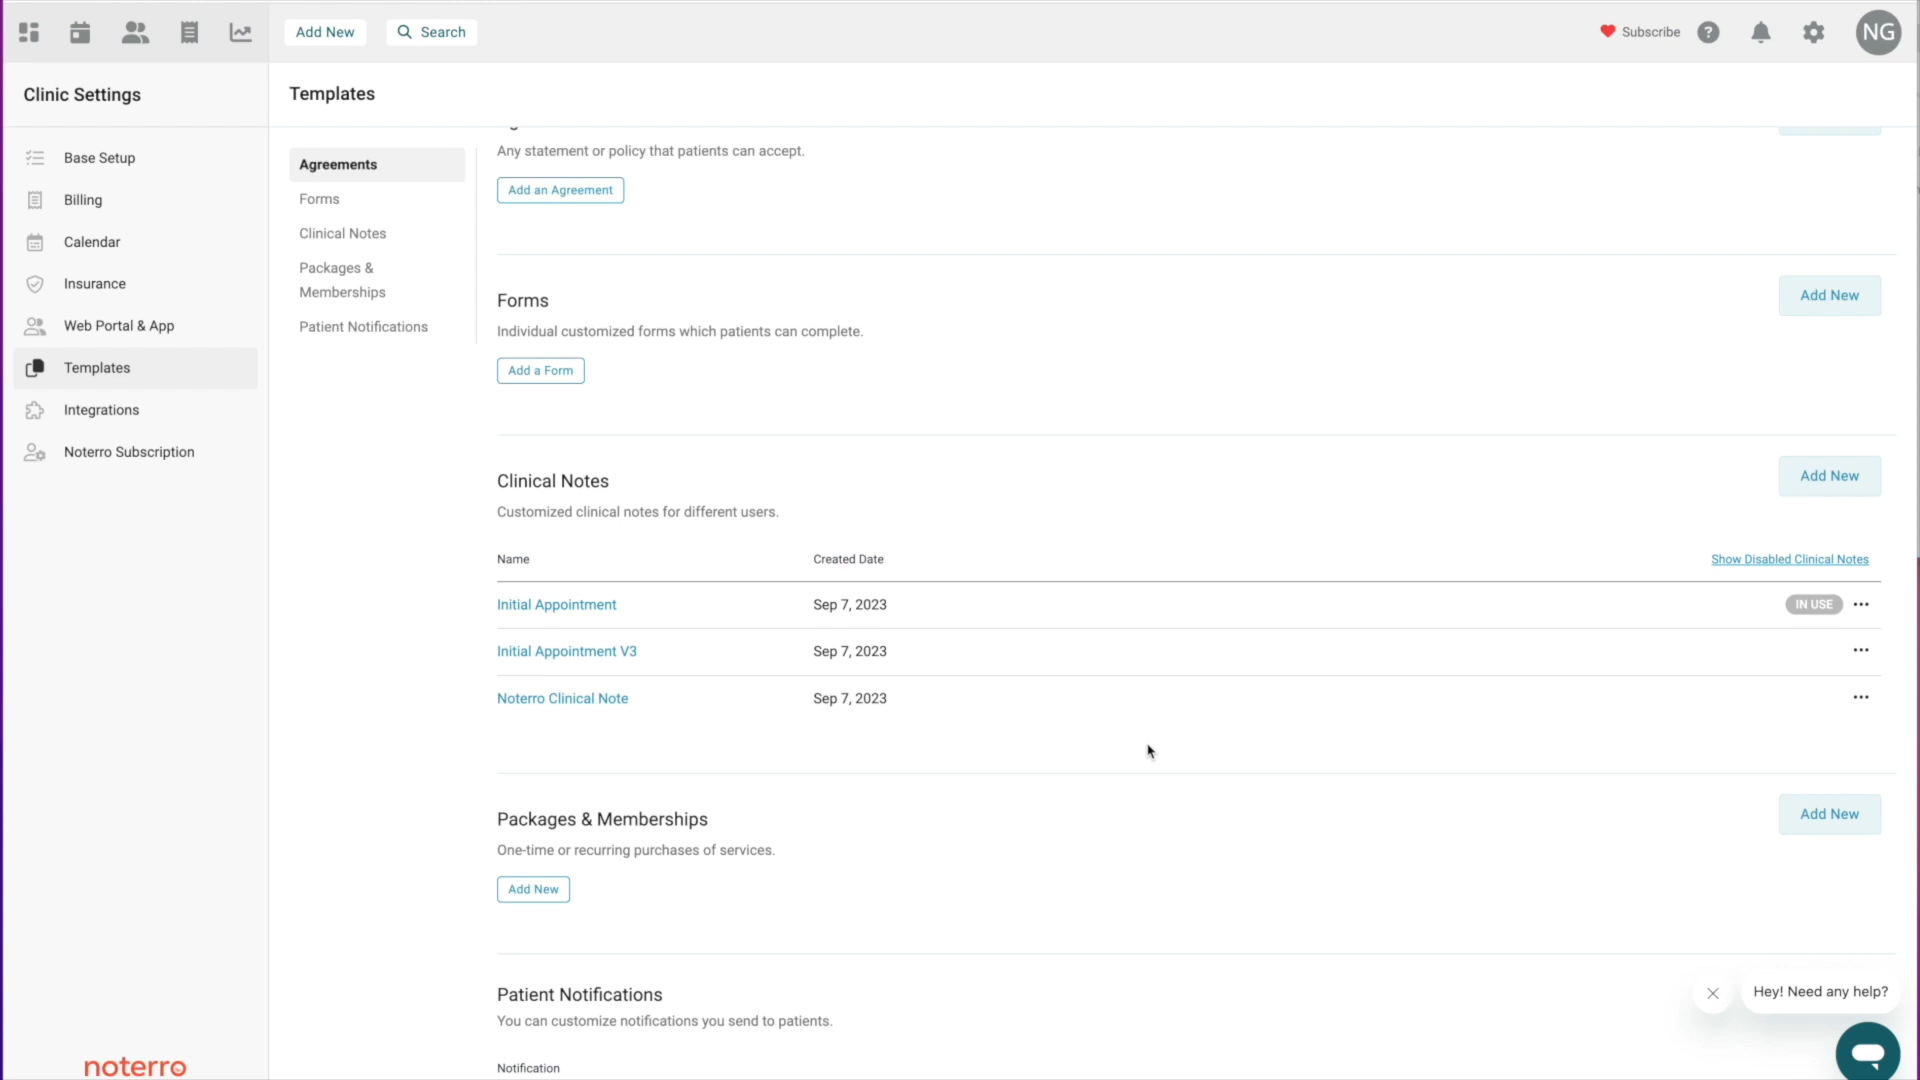 Add New
Search
Subscribe
?
NG
Clinic Settings
Templates
Base Setup
Billing
Calendar
Insurance
Web Portal & App
Templates
Integrations
Noterro Subscription
noterro
Agreements
Forms
Clinical Notes
Packages &
Memberships
Patient Notifications
Any statement or policy that patients can accept.
Add an Agreement
Forms
Add New
Individual customized forms which patients can complete.
Add a Form
Clinical Notes
Add New
Customized clinical notes for different users.
Name Created Date Show Disabled Clinical Notes
Initial Appointment Sep 7, 2023 IN USE
Initial Appointment V3 Sep 7, 2023
Noterro Clinical Note Sep 7, 2023
Packages & Memberships
Add New
One-time or recurring purchases of services.
Add New
Patient Notifications
You can customize notifications you send to patients.
Notification
Hey! Need any help?